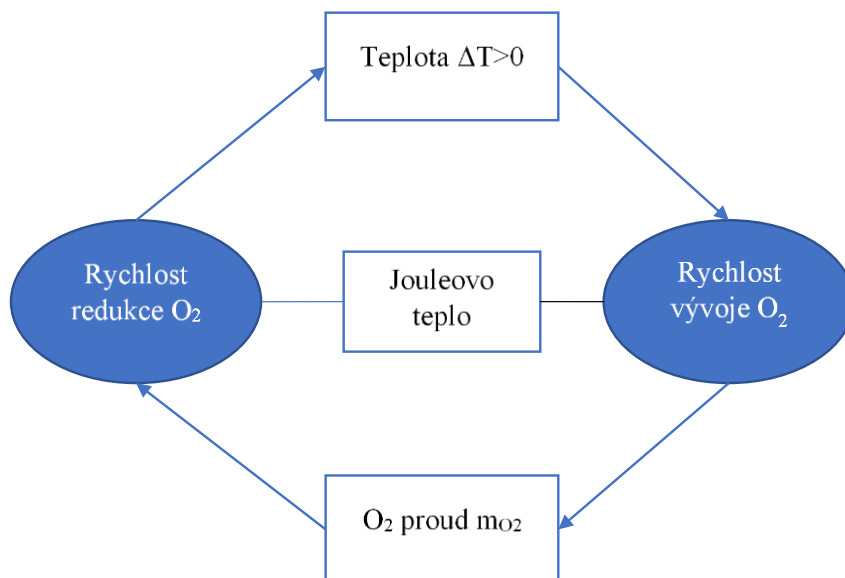 Teplota ΔT>0
Rychlost
redukce O₂
Jouleovo
teplo
Rychlost
vývoje O₂
O₂ proud mO2